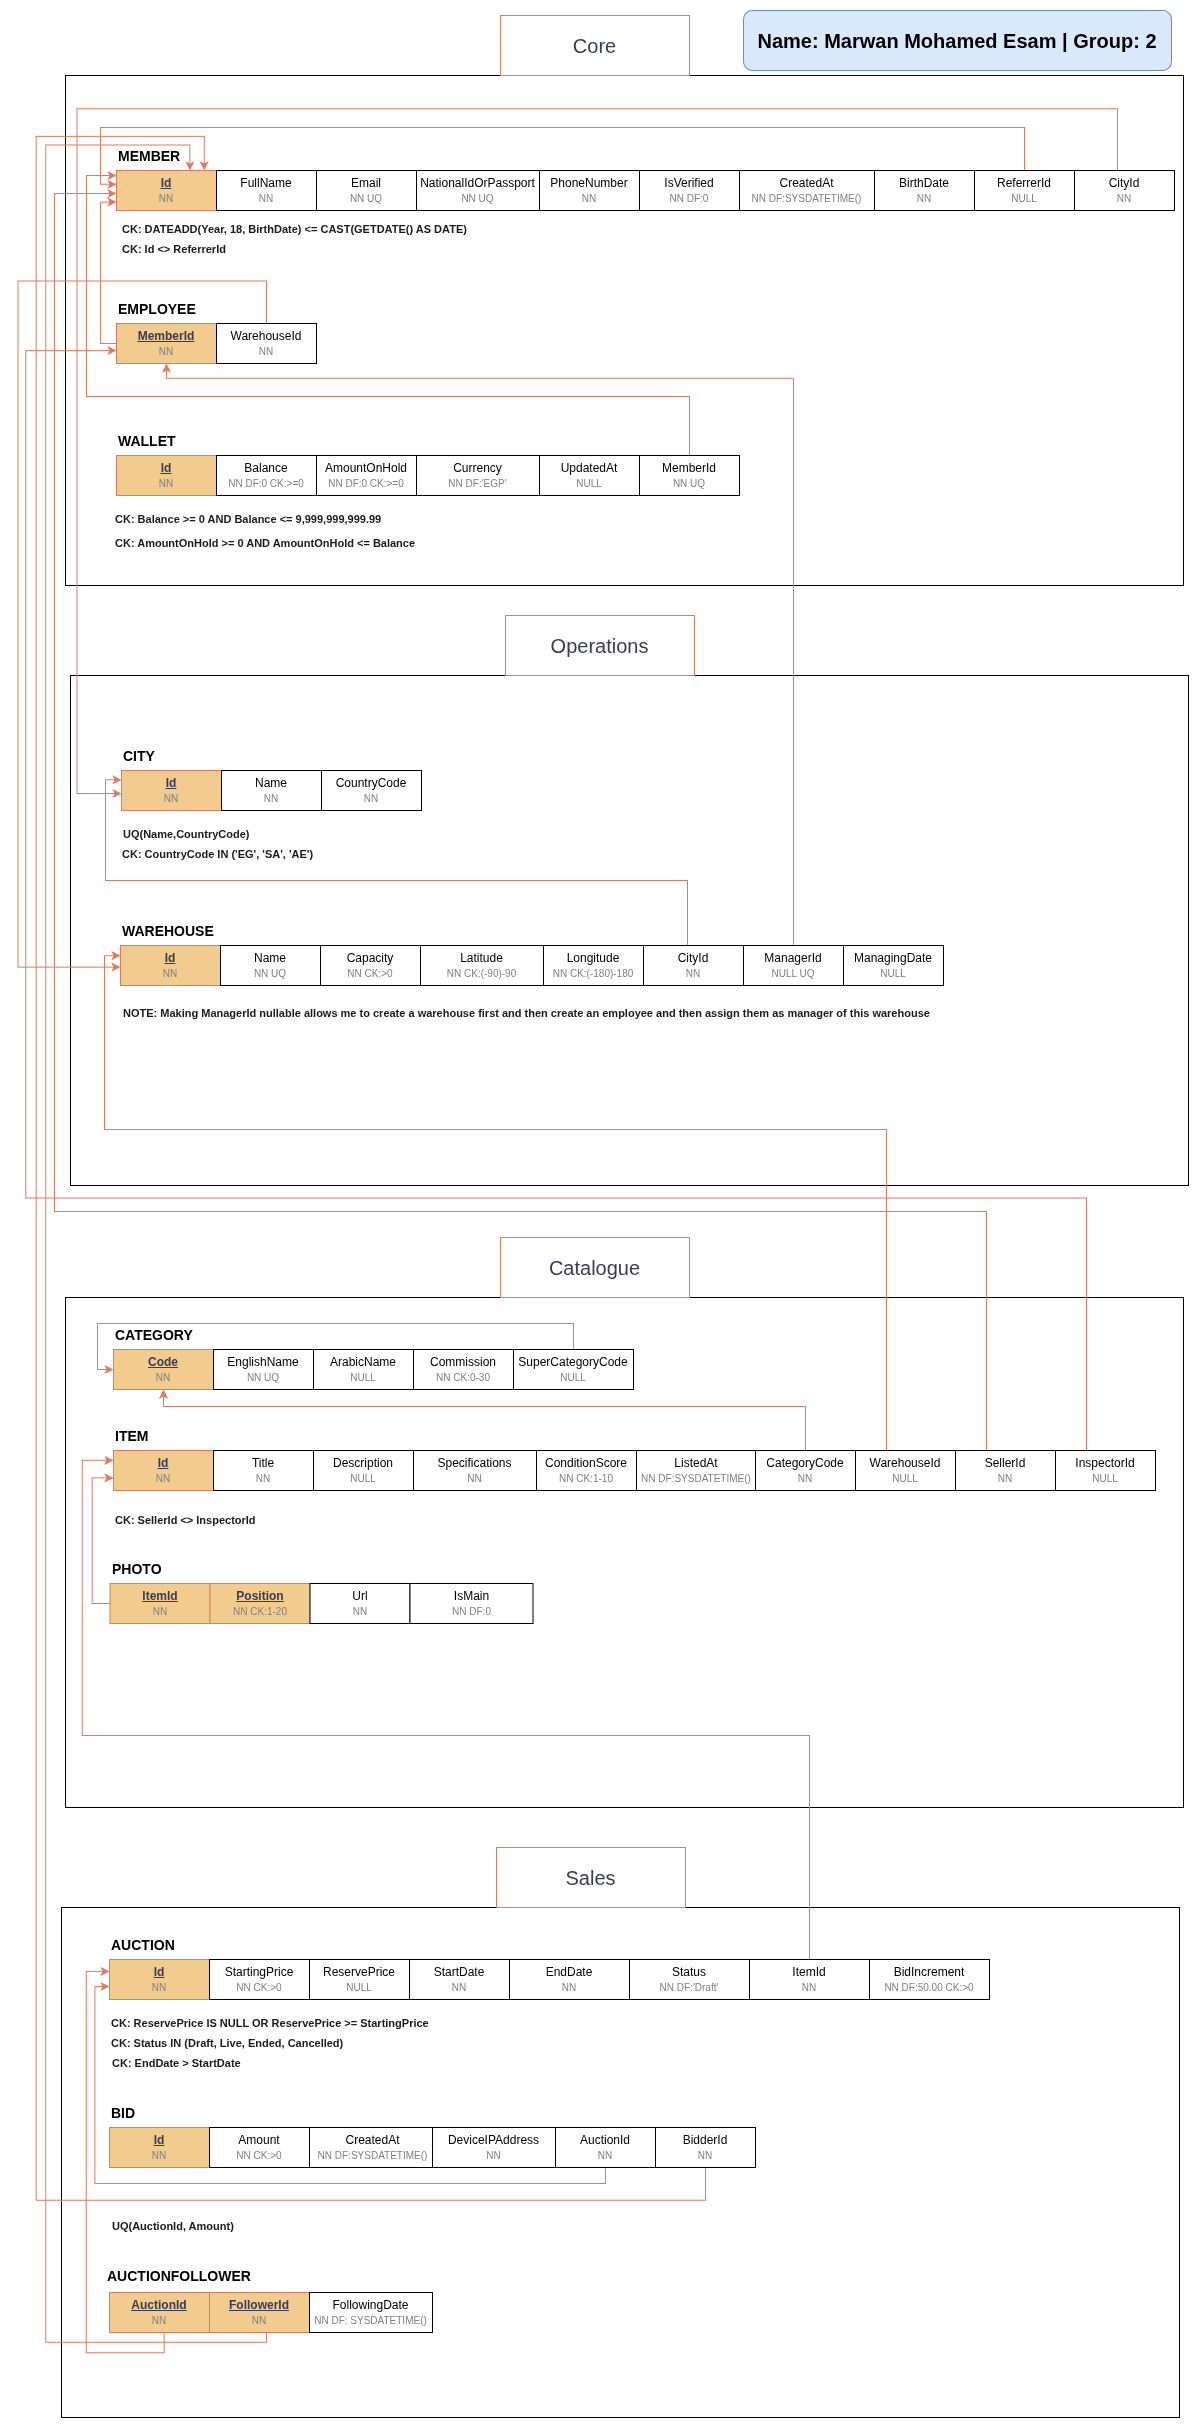 Core
Name: Marwan Mohamed Esam | Group: 2
MEMBER
Id FullName Email NationalIdOrPassport PhoneNumber IsVerified CreatedAt BirthDate ReferrerId CityId
NN NN NN UQ NN UQ NN NN DF:0 NN DF:SYSDATETIME() NN NULL NN
CK: DATEADD(Year, 18, BirthDate) <= CAST(GETDATE() AS DATE)
CK: Id <> ReferrerId
EMPLOYEE
MemberId WarehouseId
NN NN
WALLET
Id Balance AmountOnHold Currency UpdatedAt MemberId
NN NN DF:0 CK:>=0 NN DF:0 CK:>=0 NN DF:'EGP' NULL NN UQ
CK: Balance >= 0 AND Balance <= 9,999,999,999.99
CK: AmountOnHold >= 0 AND AmountOnHold <= Balance
Operations
CITY
Id Name CountryCode
NN NN NN
UQ(Name,CountryCode)
CK: CountryCode IN ('EG', 'SA', 'AE')
WAREHOUSE
Id Name Capacity Latitude Longitude CityId ManagerId ManagingDate
NN NN UQ NN CK:>0 NN CK:(-90)-90 NN CK:(-180)-180 NN NULL UQ NULL
NOTE: Making ManagerId nullable allows me to create a warehouse first and then create an employee and then assign them as manager of this warehouse
Catalogue
CATEGORY
Code EnglishName ArabicName Commission SuperCategoryCode
NN NN UQ NULL NN CK:0-30 NULL
ITEM
Id Title Description Specifications ConditionScore ListedAt CategoryCode WarehouseId SellerId InspectorId
NN NN NULL NN NN CK:1-10 NN DF:SYSDATETIME() NN NULL NN NULL
CK: SellerId <> InspectorId
PHOTO
ItemId Position Url IsMain
NN NN CK:1-20 NN NN DF:0
Sales
AUCTION
Id StartingPrice ReservePrice StartDate EndDate Status ItemId BidIncrement
NN NN CK:>0 NULL NN NN NN DF:'Draft' NN NN DF:50.00 CK:>0
CK: ReservePrice IS NULL OR ReservePrice >= StartingPrice
CK: Status IN (Draft, Live, Ended, Cancelled)
CK: EndDate > StartDate
BID
Id Amount CreatedAt DeviceIPAddress AuctionId BidderId
NN NN CK:>0 NN DF:SYSDATETIME() NN NN NN
UQ(AuctionId, Amount)
AUCTIONFOLLOWER
AuctionId FollowerId FollowingDate
NN NN NN DF: SYSDATETIME()